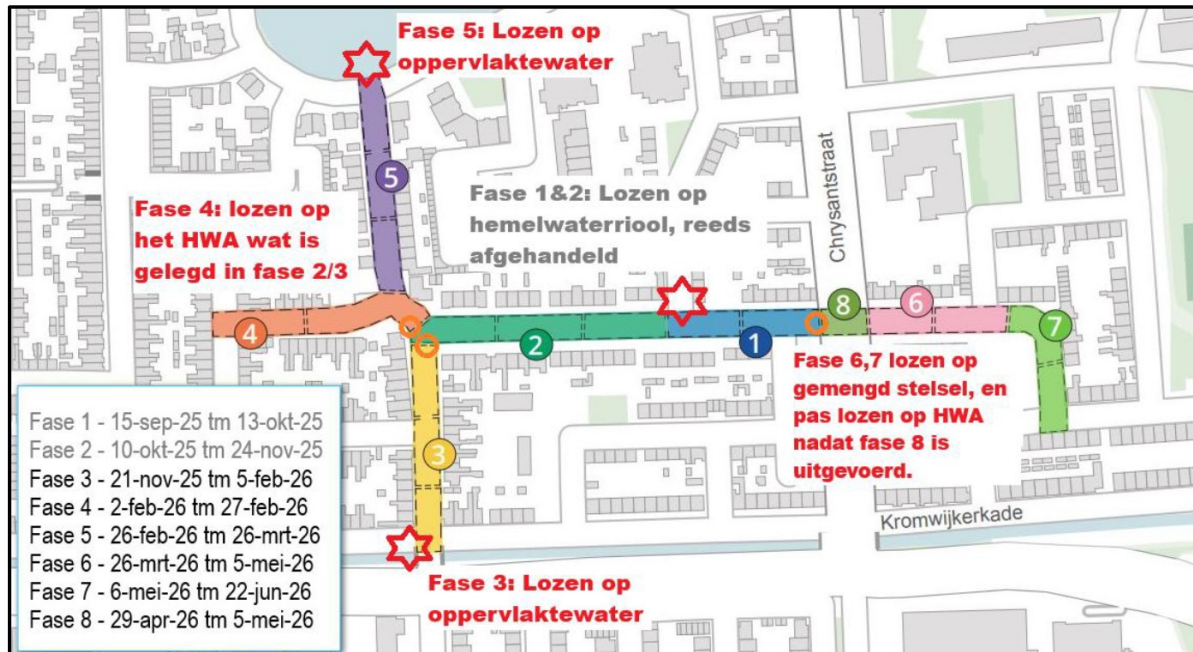 Fase 5: Lozen op
oppervlaktewater
5
Fase 4: lozen op
het HWA wat is
gelegd in fase 2/3
Fase 1&2: Lozen op
hemelwaterriool, reeds
afgehandeld
Chrysantstraat
4
2
1
8
6
7
Fase 6,7 lozen op
gemengd stelsel, en
pas lozen op HWA
nadat fase 8 is
uitgevoerd.
3
Fase 1 - 15-sep-25 tm 13-okt-25
Fase 2 - 10-okt-25 tm 24-nov-25
Fase 3 - 21-nov-25 tm 5-feb-26
Fase 4 - 2-feb-26 tm 27-feb-26
Fase 5 - 26-feb-26 tm 26-mrt-26
Fase 6 - 26-mrt-26 tm 5-mei-26
Fase 7 - 6-mei-26 tm 22-jun-26
Fase 8 - 29-apr-26 tm 5-mei-26
Kromwijkerkade
Fase 3: Lozen op
oppervlaktewater